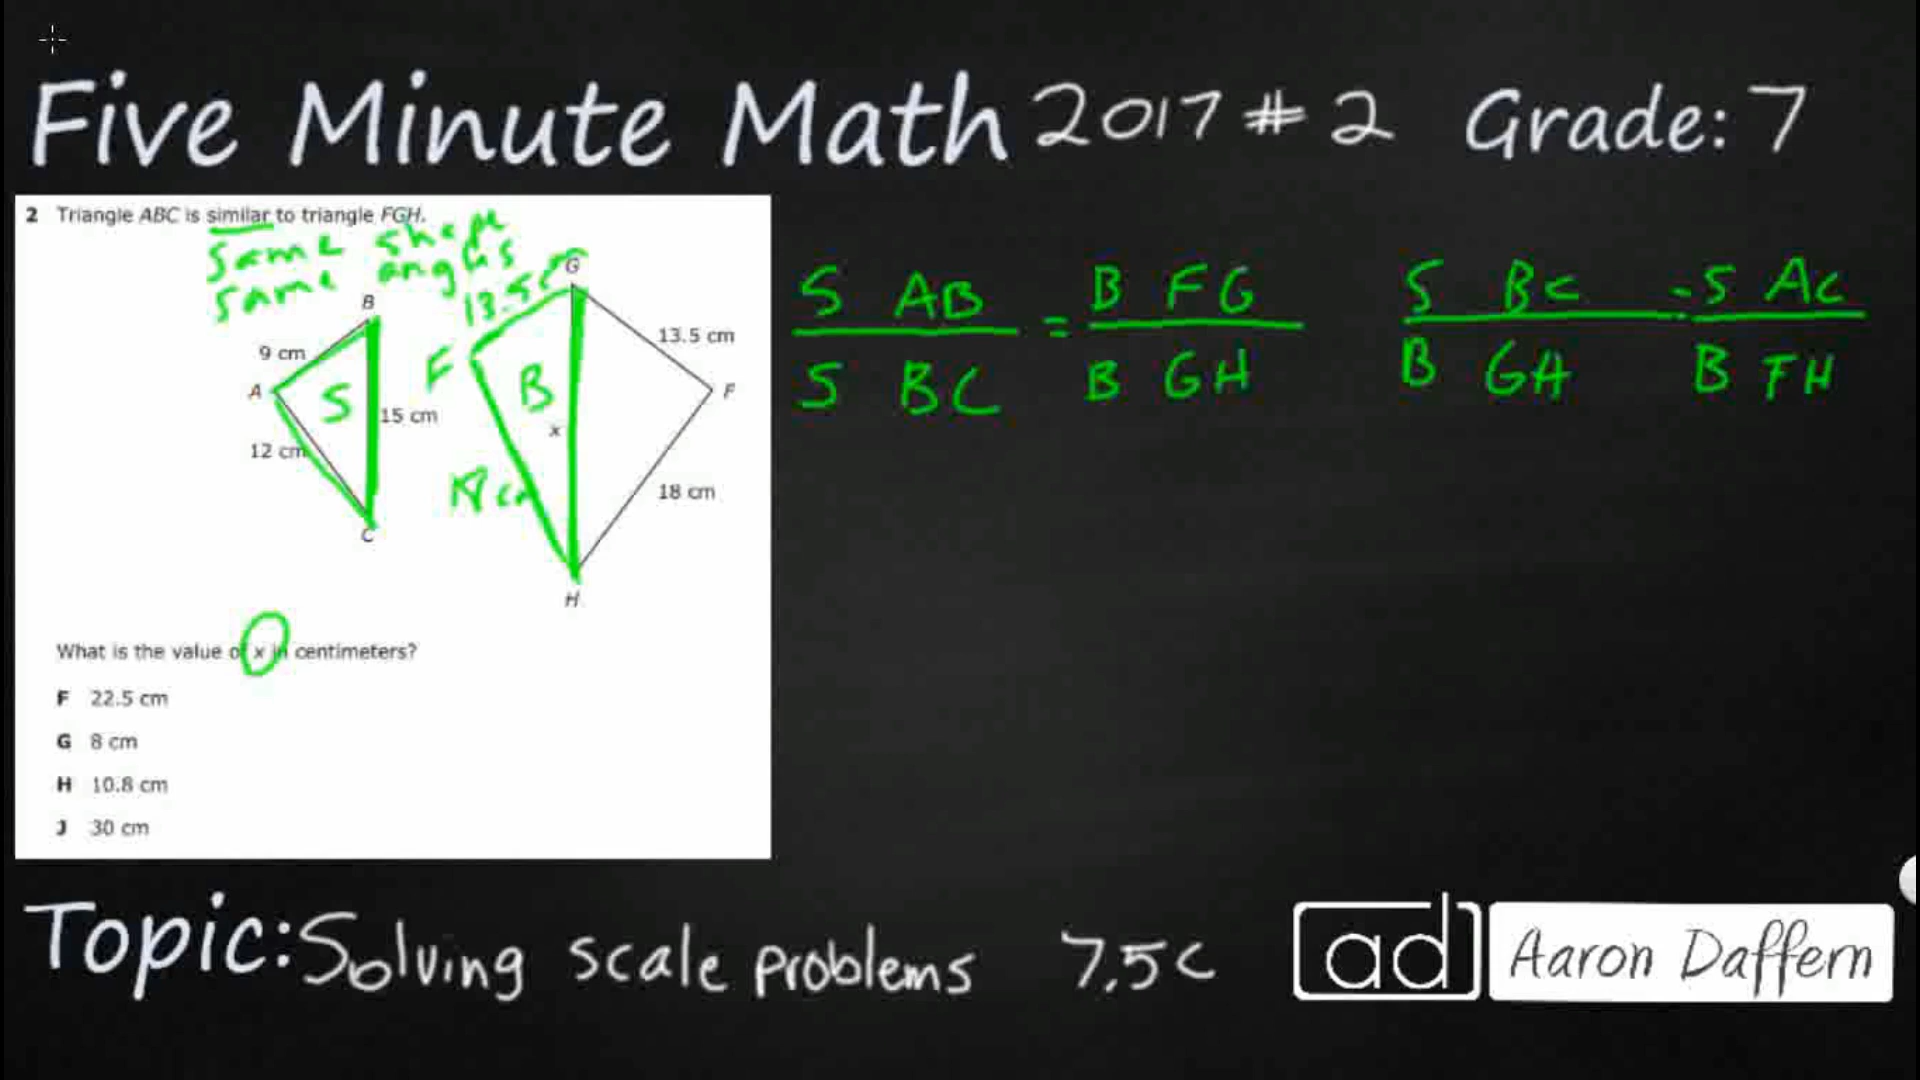 Five Minute Math 2017 # 2 Grade: 7
2 Triangle ABC is similar to triangle FGH.
same shape
same angles
13.5 c
G
B
9 cm
13.5 cm
A
S
F
B
F
15 cm
x
12 cm
18 cm
18 cm
C
H
What is the value of x in centimeters?
F 22.5 cm
G 8 cm
H 10.8 cm
J 30 cm
S AB = B FG
S BC B GH
S BC = S AC
B GH B FH
Topic: Solving scale problems 7.5C
ad Aaron Daffern